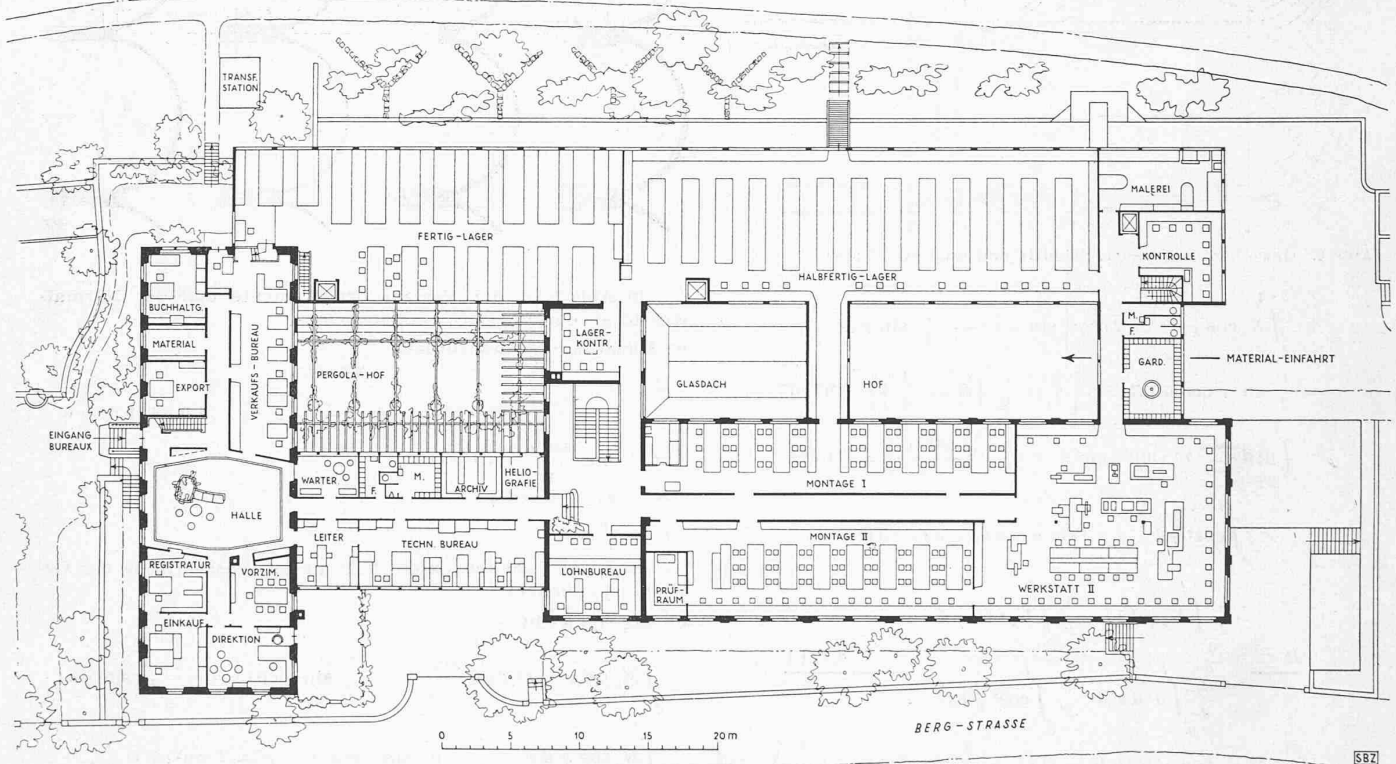 TRANSF.
STATION
MALEREI
FERTIG-LAGER
HALBFERTIG-LAGER
KONTROLLE
BUCHHALTG.
MATERIAL
EXPORT
VERKAUFS-BUREAU
PERGOLA-HOF
LAGER-
KONTR.
GLASDACH
HOF
M.
F.
GARD.
MATERIAL-EINFAHRT
EINGANG
BUREAUX
HALLE
WARTER.
F.
M.
ARCHIV
HELIO-
GRAFIE
MONTAGE I
LEITER
TECHN. BUREAU
MONTAGE II
REGISTRATUR
VORZIM.
LOHNBUREAU
PRÜF-
RAUM
WERKSTATT II
EINKAUF
DIREKTION
BERG-STRASSE
0 5 10 15 20 m
SBZ